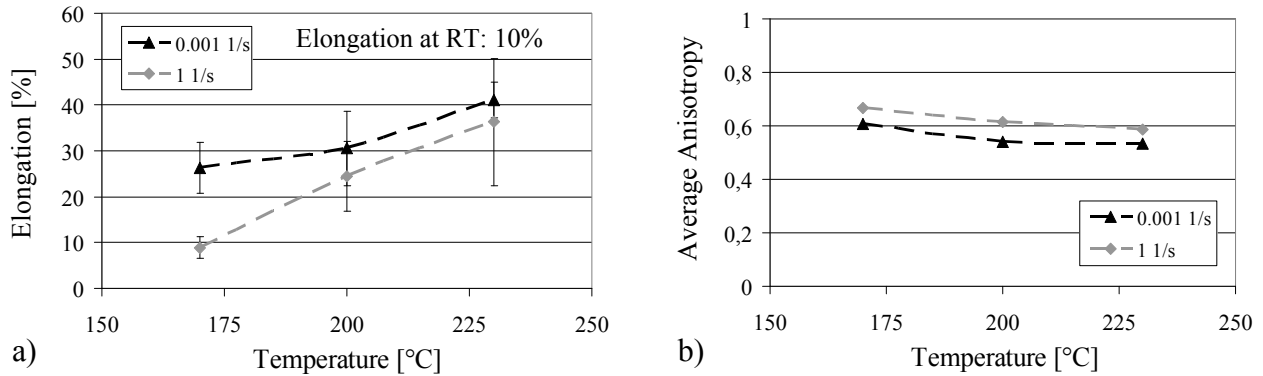 60
50
40
30
20
10
0
Elongation [%]
0.001 1/s
1 1/s
Elongation at RT: 10%
150
175
200
225
250
Temperature [°C]
a)
1
0,8
0,6
0,4
0,2
0
Average Anisotropy
0.001 1/s
1 1/s
150
175
200
225
250
Temperature [°C]
b)